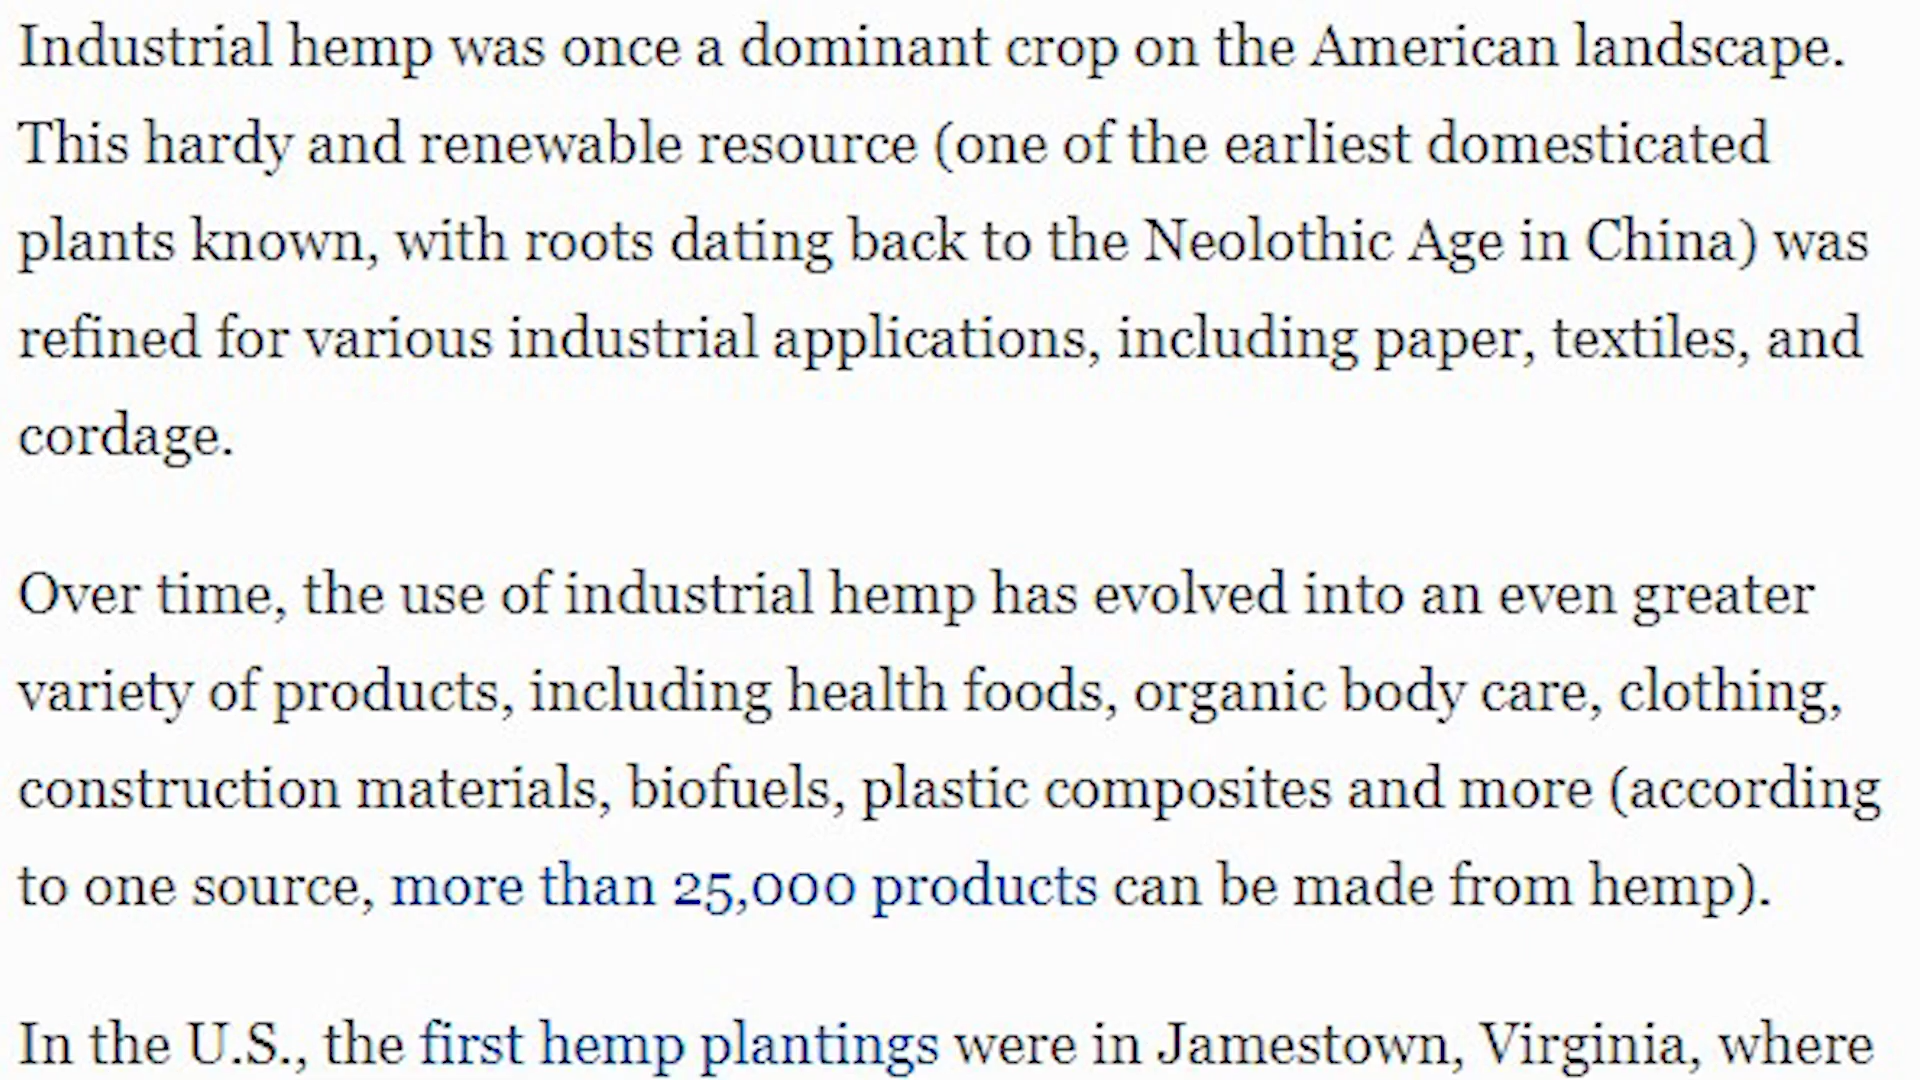 Industrial hemp was once a dominant crop on the American landscape.
This hardy and renewable resource (one of the earliest domesticated
plants known, with roots dating back to the Neolothic Age in China) was
refined for various industrial applications, including paper, textiles, and
cordage.
Over time, the use of industrial hemp has evolved into an even greater
variety of products, including health foods, organic body care, clothing,
construction materials, biofuels, plastic composites and more (according
to one source, more than 25,000 products can be made from hemp).
In the U.S., the first hemp plantings were in Jamestown, Virginia, where